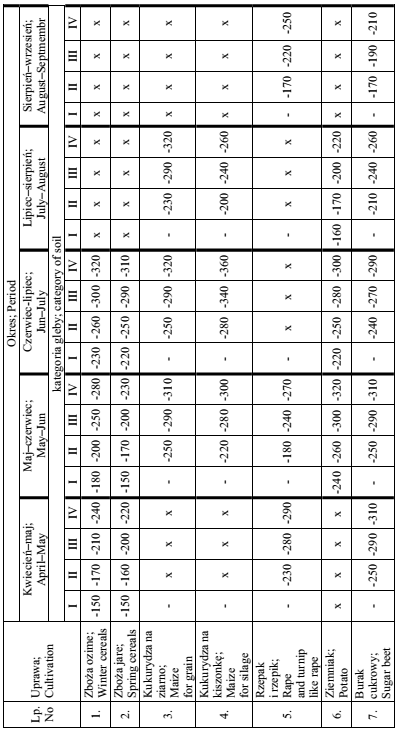 Lp. No
Uprawa;
Cultivation
Okres; Period
Kwiecień–maj;
April–May
Maj–czerwiec;
May–Jun
Czerwiec-lipiec;
Jun–July
Lipiec–sierpień;
July–August
Sierpień–wrzesień;
August–Septmembr
kategoria gleby; category of soil
I II III IV I II III IV I II III IV I II III IV I II III IV
1. Zboża ozime;
Winter cereals
-150 -170 -210 -240 -180 -200 -250 -280 -230 -260 -300 -320 x x x x x x x x
2. Zboża jare;
Spring cereals
-150 -160 -200 -220 -150 -170 -200 -230 -220 -250 -290 -310 x x x x x x x x
3. Kukurydza na
ziarno;
Maize
for grain
- x x x - -250 -290 -310 - -250 -290 -320 - -230 -290 -320 x x x x
4. Kukurydza na
kiszonkę;
Maize
for silage
- x x x - -220 -280 -300 - -280 -340 -360 - -200 -240 -260 x x x x
5. Rzepak
i rzepik;
Rape
and turnip
like rape
- -230 -280 -290 - -180 -240 -270 - x x x - x x x - -170 -220 -250
6. Ziemniak;
Potato
x x x x -240 -260 -300 -320 -220 -250 -280 -300 -160 -170 -200 -220 x x x x
7. Burak
cukrowy;
Sugar beet
- -250 -290 -310 - -250 -290 -310 - -240 -270 -290 - -210 -240 -260 - -170 -190 -210